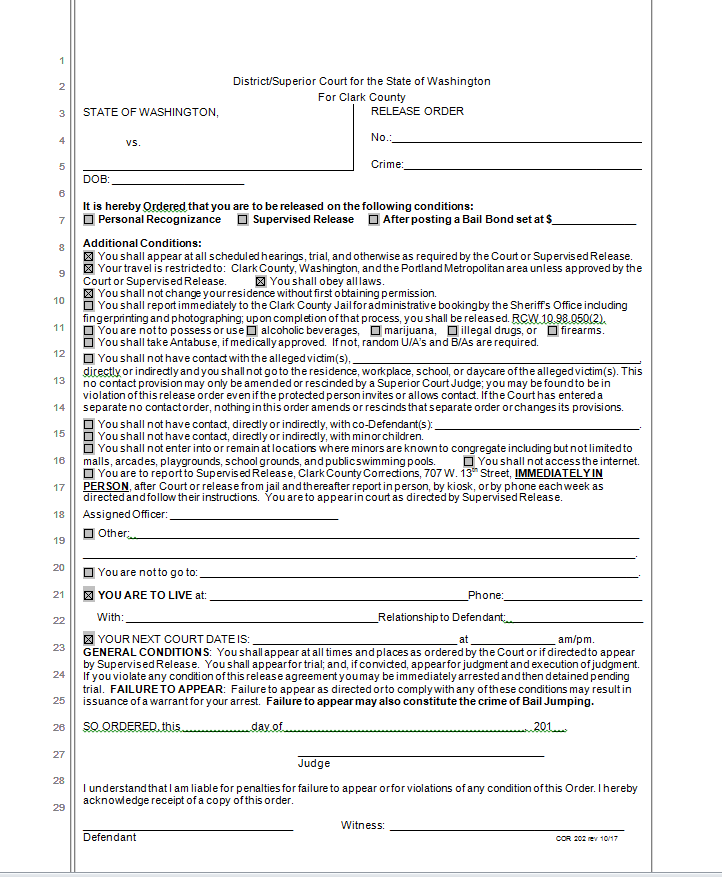 1
2
3
4
5
6
7
8
9
10
11
12
13
14
15
16
17
18
19
20
21
22
23
24
25
26
27
28
29
District/Superior Court for the State of Washington
For Clark County
STATE OF WASHINGTON,
vs.
DOB: ____________________
RELEASE ORDER
No.:____________________
Crime:____________________
It is hereby Ordered that you are to be released on the following conditions:
☐ Personal Recognizance ☐ Supervised Release ☐ After posting a Bail Bond set at $______________
Additional Conditions:
☒ You shall appear at all scheduled hearings, trial, and otherwise as required by the Court or Supervised Release.
☒ Your travel is restricted to: Clark County, Washington, and the Portland Metropolitan area unless approved by the
Court or Supervised Release. ☒ You shall obey all laws.
☒ You shall not change your residence without first obtaining permission.
☐ You shall report immediately to the Clark County Jail for administrative booking by the Sheriff's Office including
fingerprinting and photographing; upon completion of that process, you shall be released. RCW 10.98.050(2).
☐ You are not to possess or use ☐ alcoholic beverages, ☐ marijuana, ☐ illegal drugs, or ☐ firearms.
☐ You shall take Antabuse, if medically approved. If not, random U/A's and B/As are required.
☐ You shall not have contact with the alleged victim(s), ____________________,
directly or indirectly and you shall not go to the residence, workplace, school, or daycare of the alleged victim(s). This
no contact provision may only be amended or rescinded by a Superior Court Judge; you may be found to be in
violation of this release order even if the protected person invites or allows contact. If the Court has entered a
separate no contact order, nothing in this order amends or rescinds that separate order or changes its provisions.
☐ You shall not have contact, directly or indirectly, with co-Defendant(s): ____________________.
☐ You shall not have contact, directly or indirectly, with minor children.
☐ You shall not enter into or remain at locations where minors are known to congregate including but not limited to
malls, arcades, playgrounds, school grounds, and public swimming pools. ☐ You shall not access the internet.
☐ You are to report to Supervised Release, Clark County Corrections, 707 W. 13th Street, IMMEDIATELY IN
PERSON, after Court or release from jail and thereafter report in person, by kiosk, or by phone each week as
directed and follow their instructions. You are to appear in court as directed by Supervised Release.
Assigned Officer: ____________________
☐ Other:____________________
____________________.
☐ You are not to go to: ____________________.
☒ YOU ARE TO LIVE at: ____________________Phone:____________________
With: ____________________Relationship to Defendant:____________________
☒ YOUR NEXT COURT DATE IS: ____________________ at ______________ am/pm.
GENERAL CONDITIONS: You shall appear at all times and places as ordered by the Court or if directed to appear
by Supervised Release. You shall appear for trial; and, if convicted, appear for judgment and execution of judgment.
If you violate any condition of this release agreement you may be immediately arrested and then detained pending
trial. FAILURE TO APPEAR: Failure to appear as directed or to comply with any of these conditions may result in
issuance of a warrant for your arrest. Failure to appear may also constitute the crime of Bail Jumping.
SO ORDERED, this ____________ day of ____________________, 201__.
Judge
I understand that I am liable for penalties for failure to appear or for violations of any condition of this Order. I hereby
acknowledge receipt of a copy of this order.
Witness: ____________________
Defendant
COR 202 rev 10/17